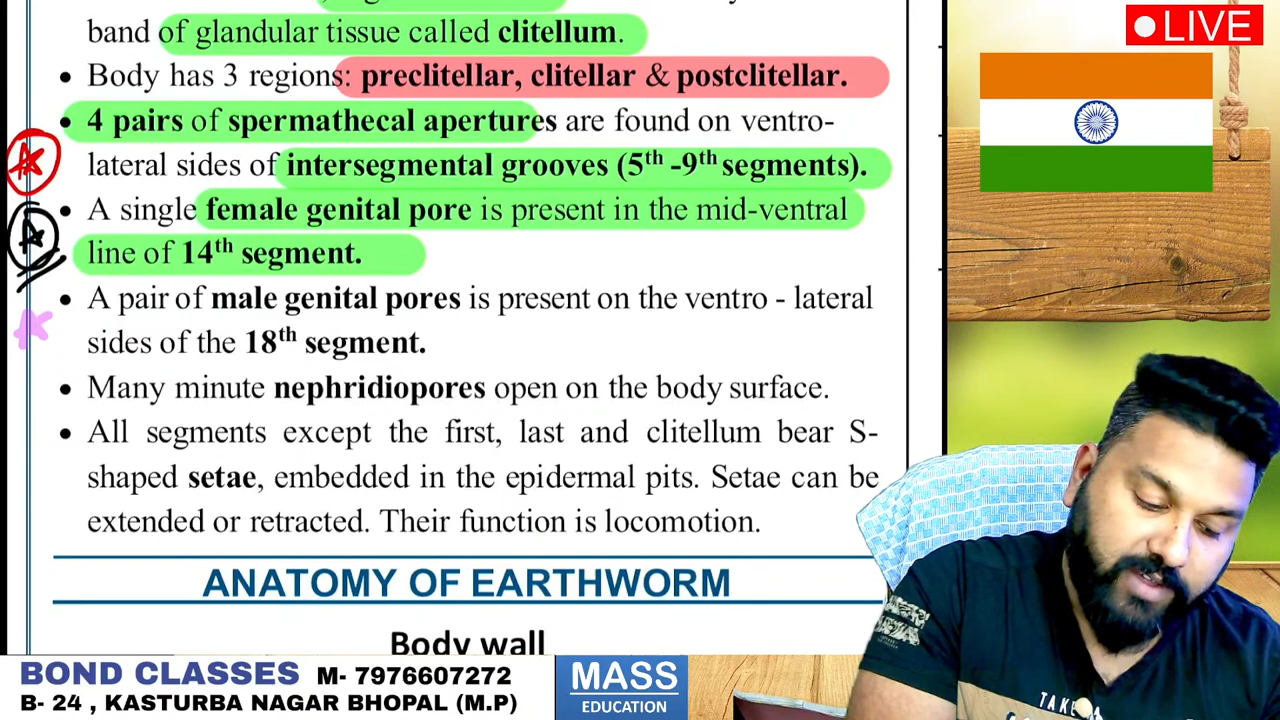 band of glandular tissue called clitellum.
• Body has 3 regions: preclitellar, clitellar & postclitellar.
• 4 pairs of spermathecal apertures are found on ventro-
lateral sides of intersegmental grooves (5th -9th segments).
• A single female genital pore is present in the mid-ventral
line of 14th segment.
• A pair of male genital pores is present on the ventro - lateral
sides of the 18th segment.
• Many minute nephridiopores open on the body surface.
• All segments except the first, last and clitellum bear S-
shaped setae, embedded in the epidermal pits. Setae can be
extended or retracted. Their function is locomotion.
ANATOMY OF EARTHWORM
Body wall
BOND CLASSES M- 7976607272
B- 24 , KASTURBA NAGAR BHOPAL (M.P)
MASS
EDUCATION
LIVE
TAKE